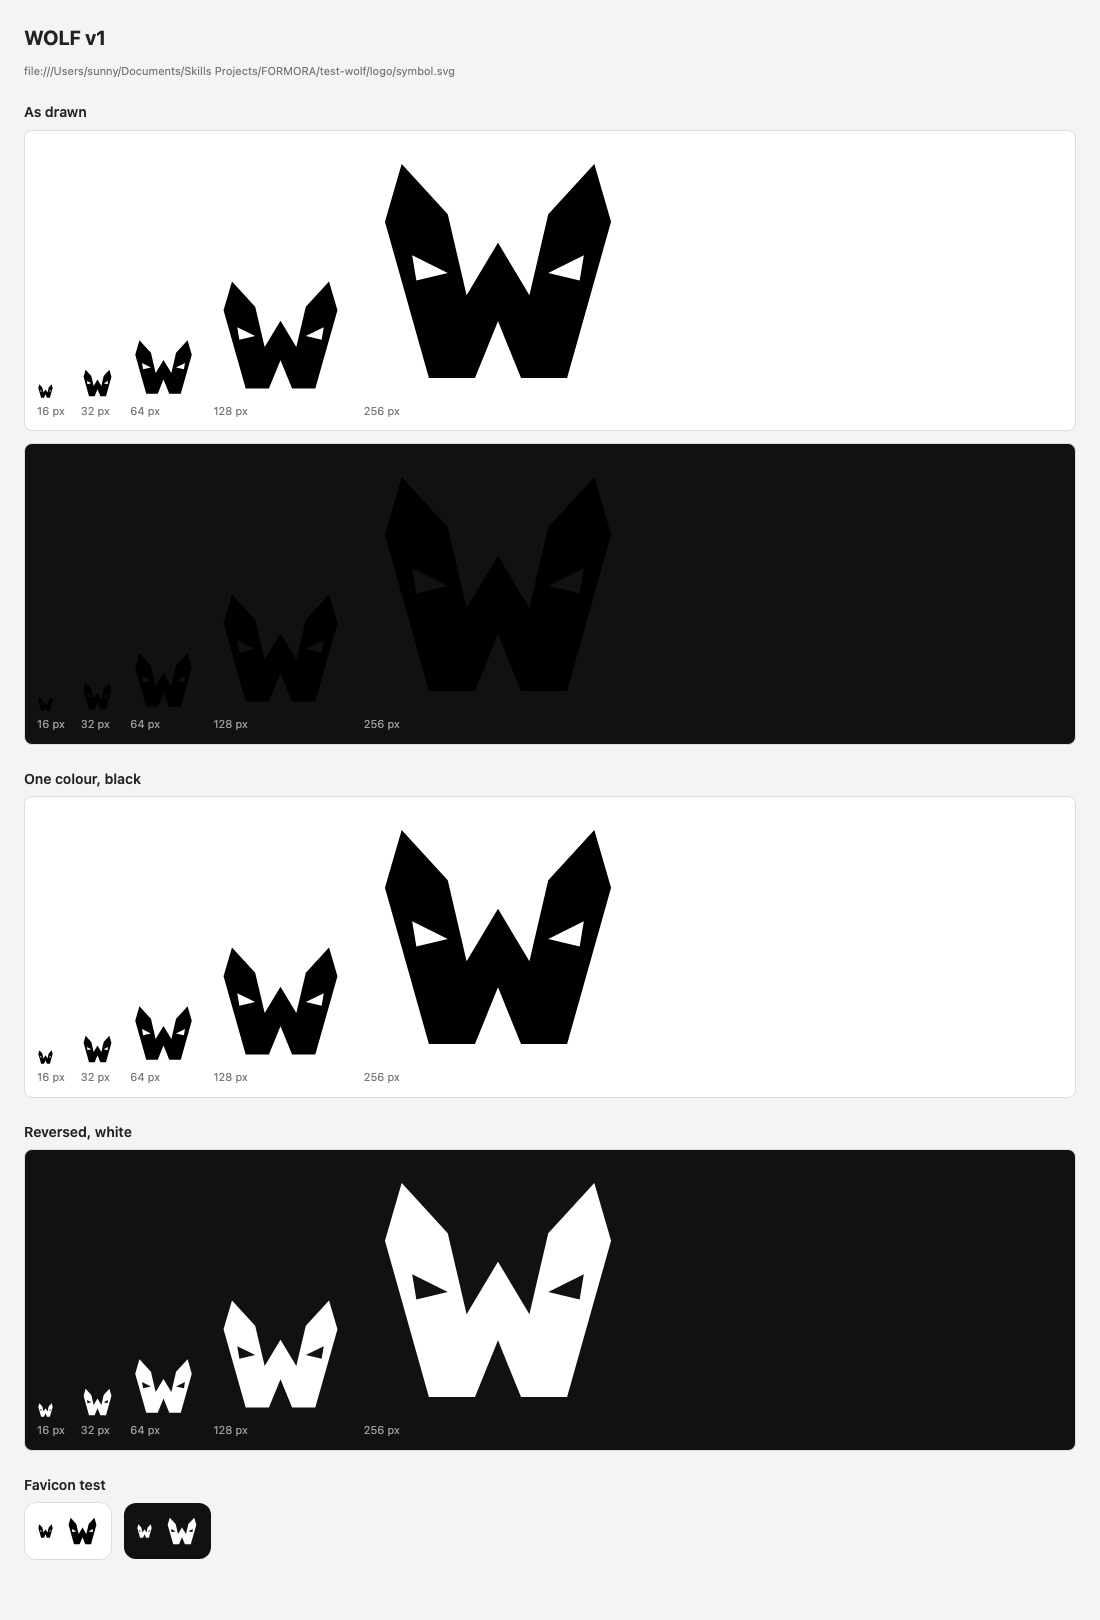 WOLF v1
file:///Users/sunny/Documents/Skills Projects/FORMORA/test-wolf/logo/symbol.svg
As drawn
16 px 32 px 64 px 128 px 256 px
16 px 32 px 64 px 128 px 256 px
One colour, black
16 px 32 px 64 px 128 px 256 px
Reversed, white
16 px 32 px 64 px 128 px 256 px
Favicon test